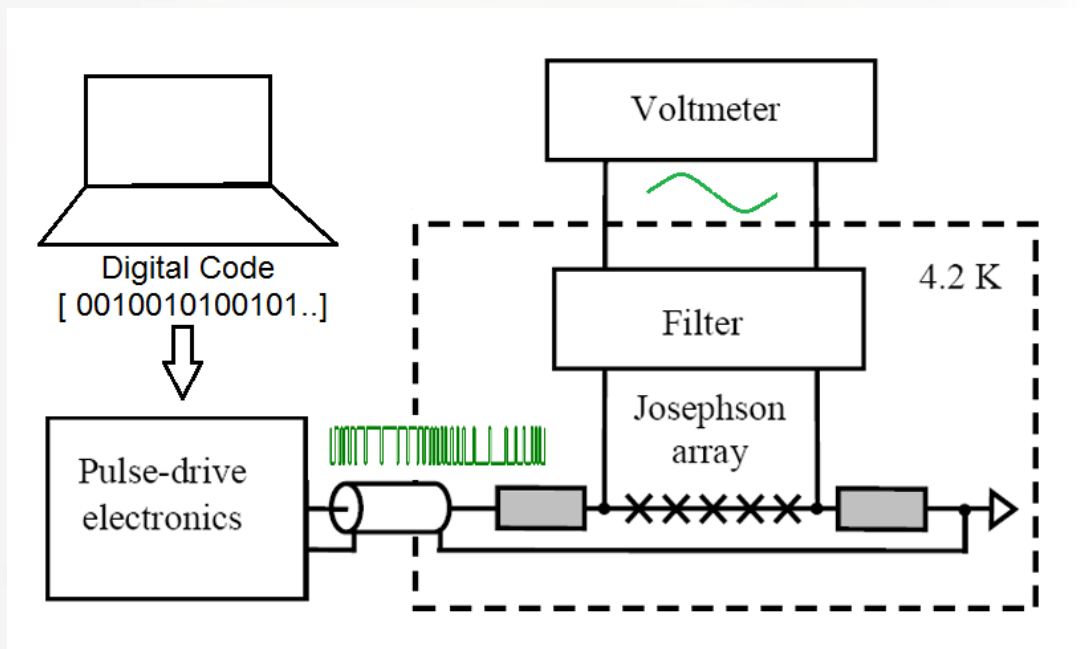 Voltmeter
4.2 K
Digital Code
[ 0010010100101..]
Filter
Josephson
array
Pulse-drive
electronics